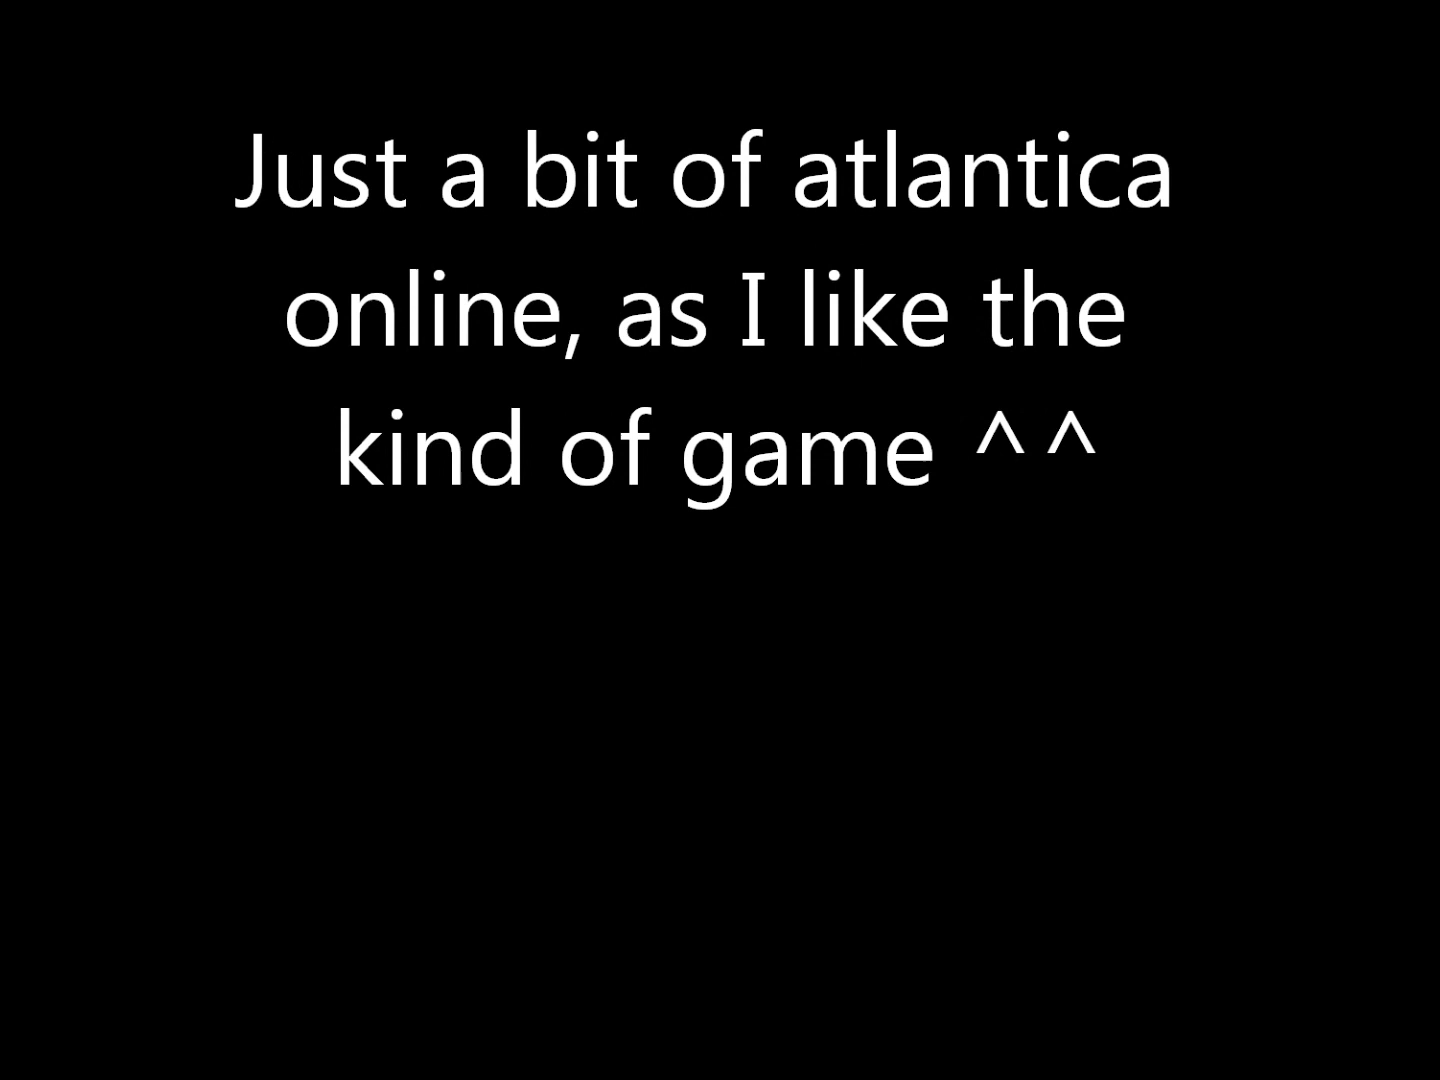 Just a bit of atlantica
online, as I like the
kind of game ^^